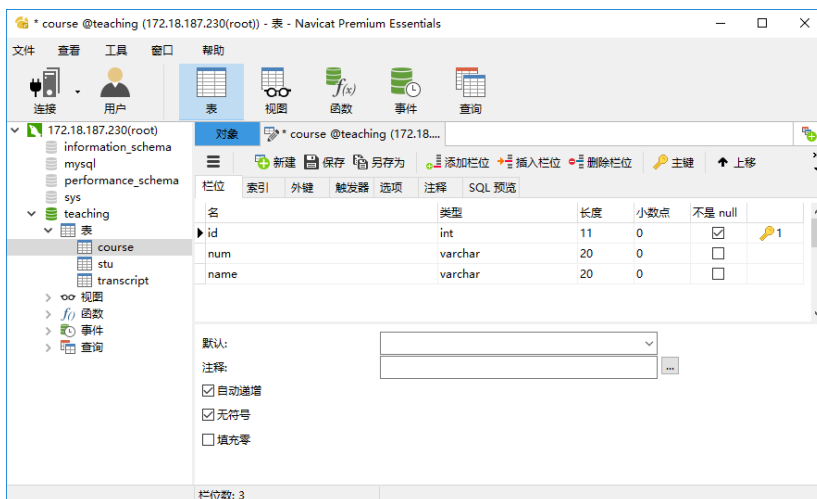 * course @teaching (172.18.187.230(root)) - 表 - Navicat Premium Essentials
文件 查看 工具 窗口 帮助
f(x)
连接 用户 表 视图 函数 事件 查询
172.18.187.230(root)
information_schema
mysql
performance_schema
sys
teaching
表
course
stu
transcript
视图
f() 函数
事件
查询
对象 * course @teaching (172.18....
新建 保存 另存为 添加栏位 插入栏位 删除栏位 主键 上移
栏位 索引 外键 触发器 选项 注释 SQL 预览
名 类型 长度 小数点 不是 null
id int 11 0 1
num varchar 20 0
name varchar 20 0
默认:
注释: ...
自动递增
无符号
填充零
栏位数: 3